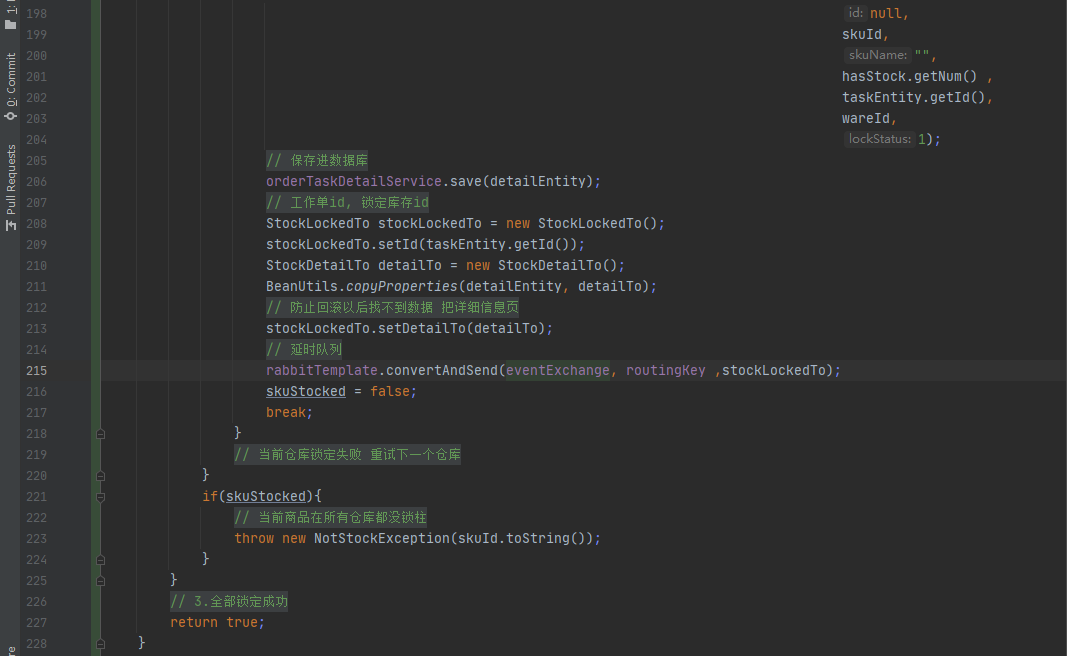 198 id: null,
199 skuId,
200 skuName: "",
201 hasStock.getNum() ,
202 taskEntity.getId(),
203 wareId,
204 lockStatus: 1);
205 // 保存进数据库
206 orderTaskDetailService.save(detailEntity);
207 // 工作单id, 锁定库存id
208 StockLockedTo stockLockedTo = new StockLockedTo();
209 stockLockedTo.setId(taskEntity.getId());
210 StockDetailTo detailTo = new StockDetailTo();
211 BeanUtils.copyProperties(detailEntity, detailTo);
212 // 防止回滚以后找不到数据 把详细信息页
213 stockLockedTo.setDetailTo(detailTo);
214 // 延时队列
215 rabbitTemplate.convertAndSend(eventExchange, routingKey ,stockLockedTo);
216 skuStocked = false;
217 break;
218 }
219 // 当前仓库锁定失败 重试下一个仓库
220 }
221 if(skuStocked){
222 // 当前商品在所有仓库都没锁柱
223 throw new NotStockException(skuId.toString());
224 }
225 }
226 // 3.全部锁定成功
227 return true;
228 }
0: Commit
Pull Requests